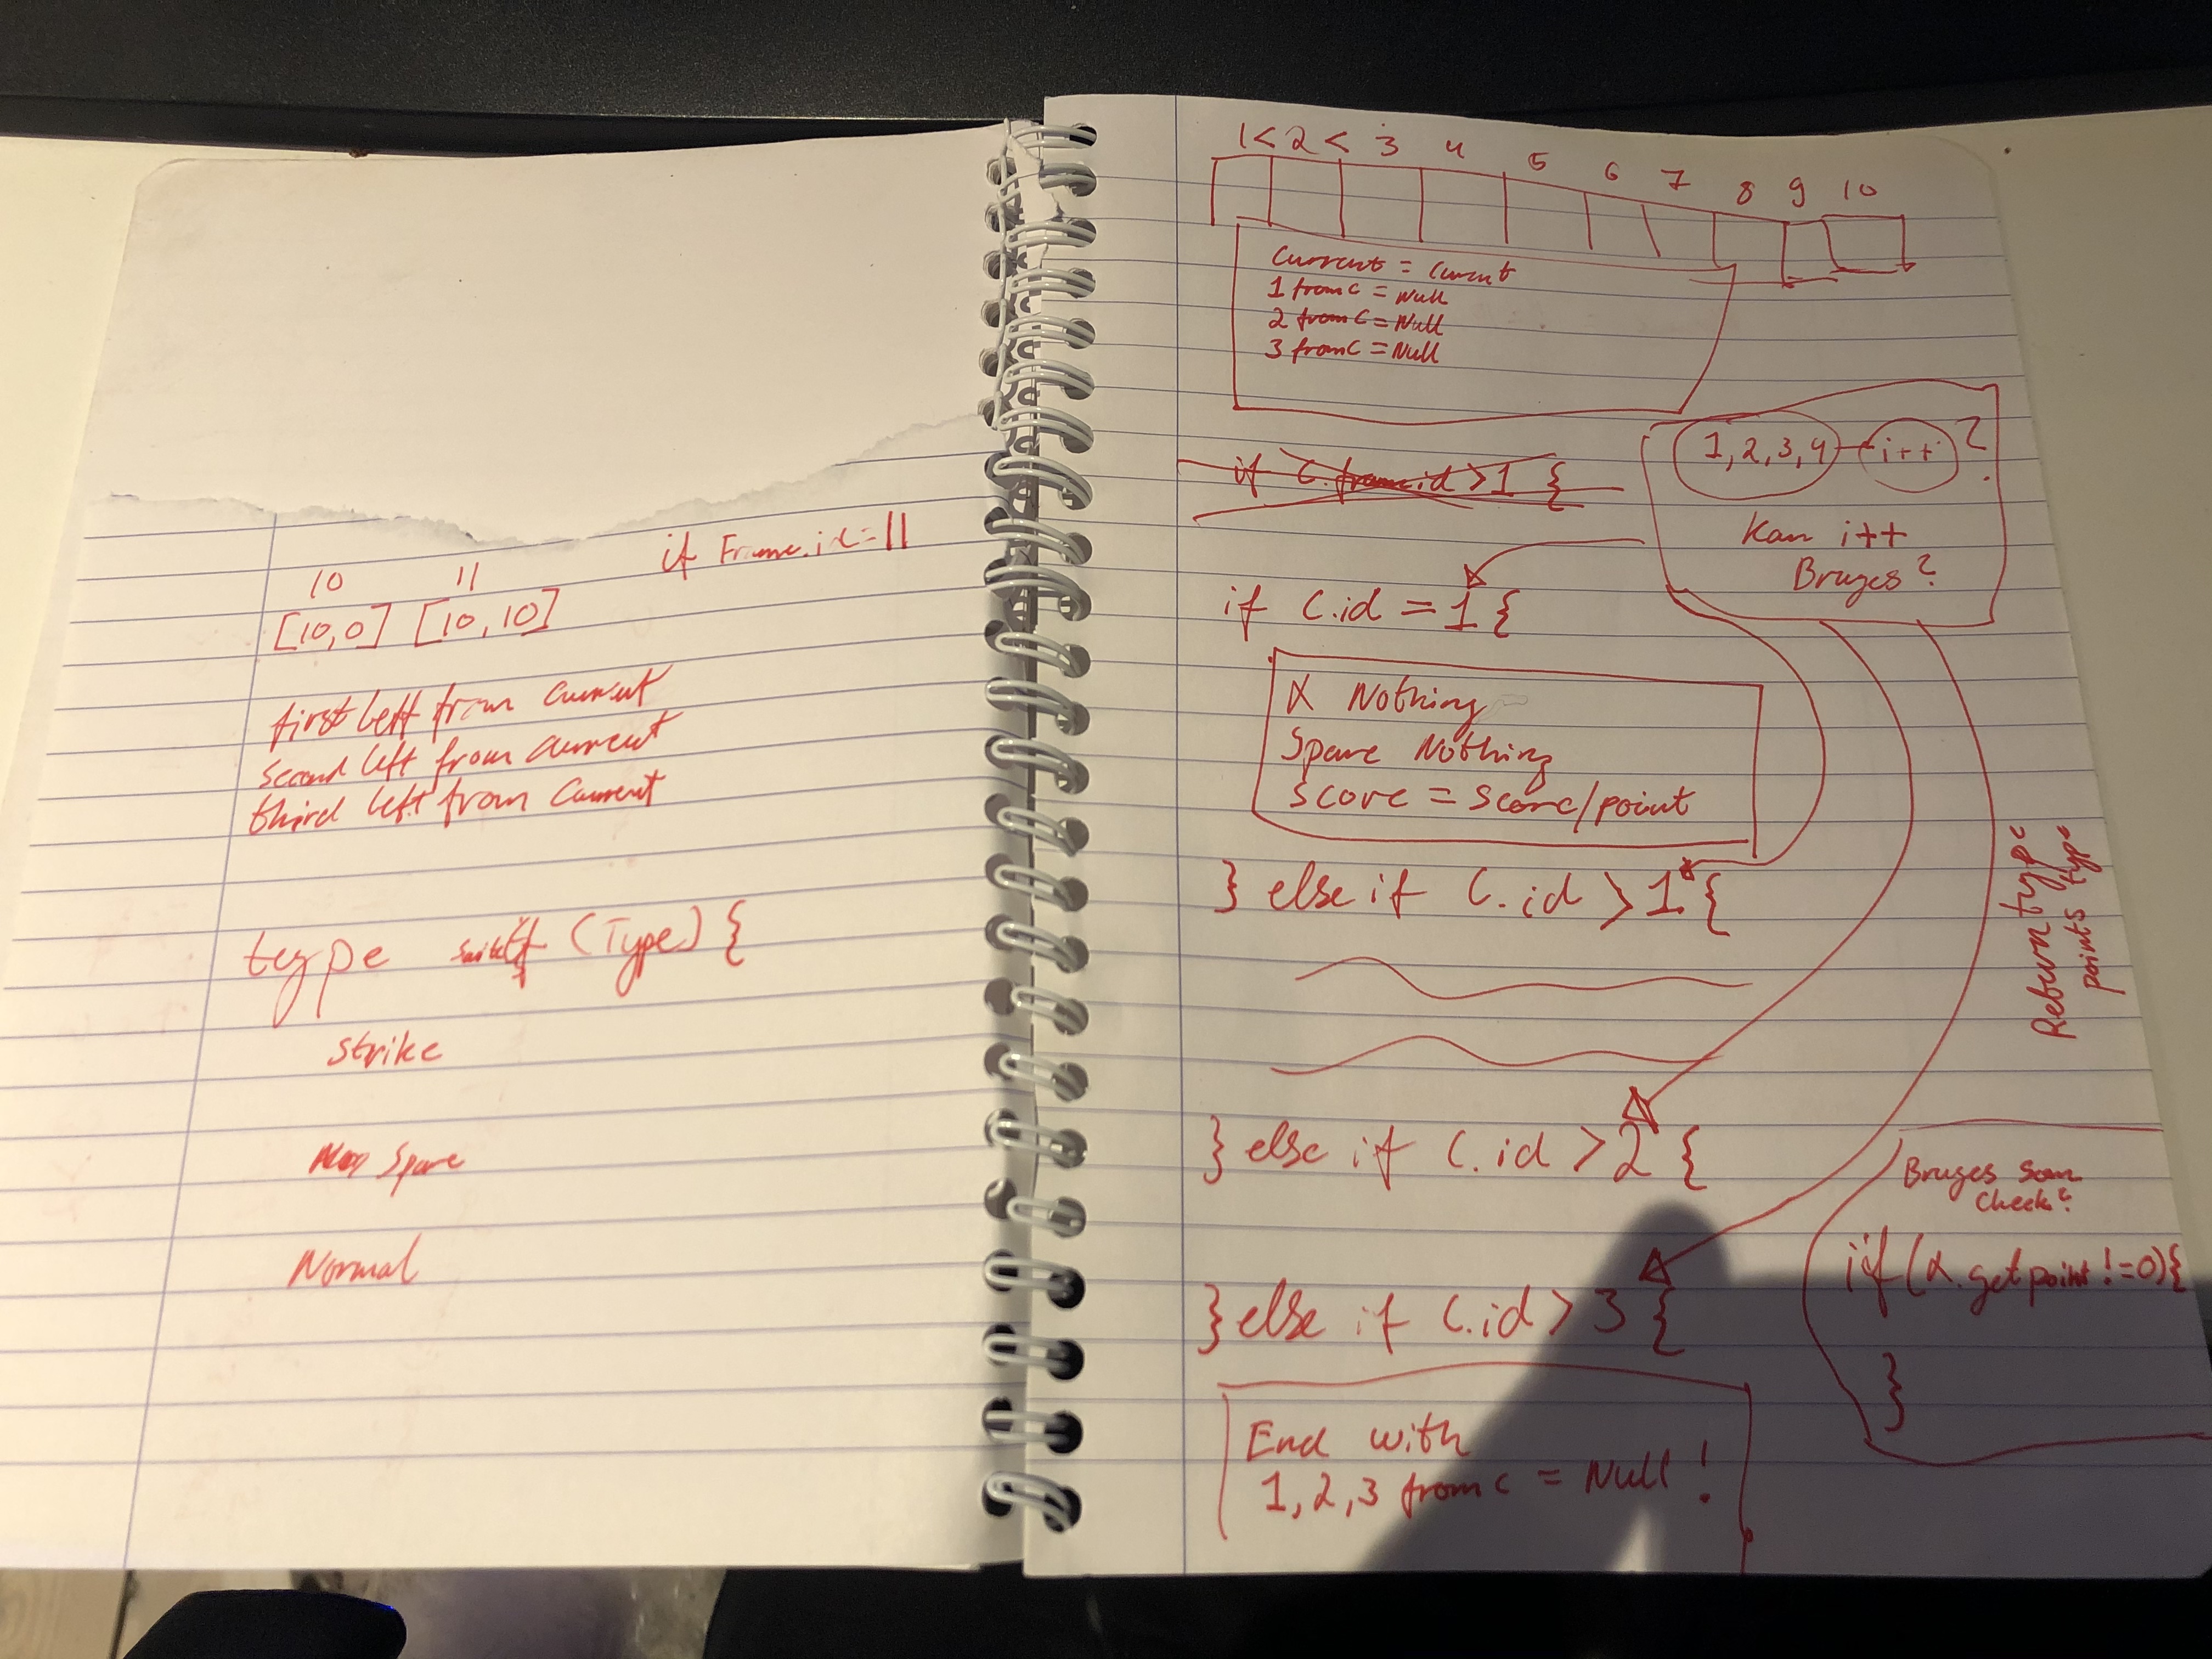 if Frame.id=11
10 11
[10,0] [10,10]
first left from current
second left from current
third left from current
type switch (Type) {
strike
Spare
Normal
1 < 2 < 3 4 5 6 7 8 9 10
Current = Current
1 from c = Null
2 from C = Null
3 from C = Null
1,2,3,4 i++ ?
Kan i++
Bruges?
if C. id >1 {
if C.id = 1 {
X Nothing
Spare Nothing
Score = Score/point
} else if C.id > 1 {
Return type
points type
} else if C.id > 2 {
Bruges som
check?
if (X.getpoint != 0){
}
} else if C.id > 3 {
End with
1,2,3 from c = Null !